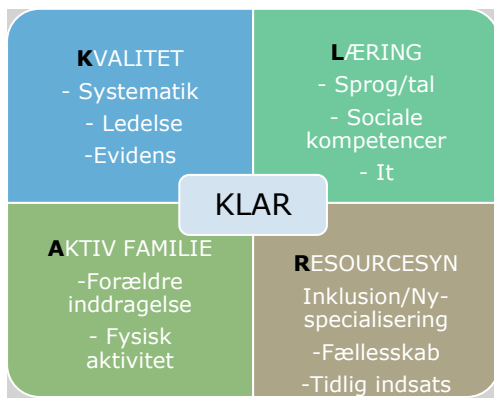 KVALITET
- Systematik
- Ledelse
-Evidens
LÆRING
- Sprog/tal
- Sociale
kompetencer
- It
KLAR
AKTIV FAMILIE
-Forældre
inddragelse
- Fysisk
aktivitet
RESOURCESYN
Inklusion/Ny-
specialisering
-Fællesskab
-Tidlig indsats